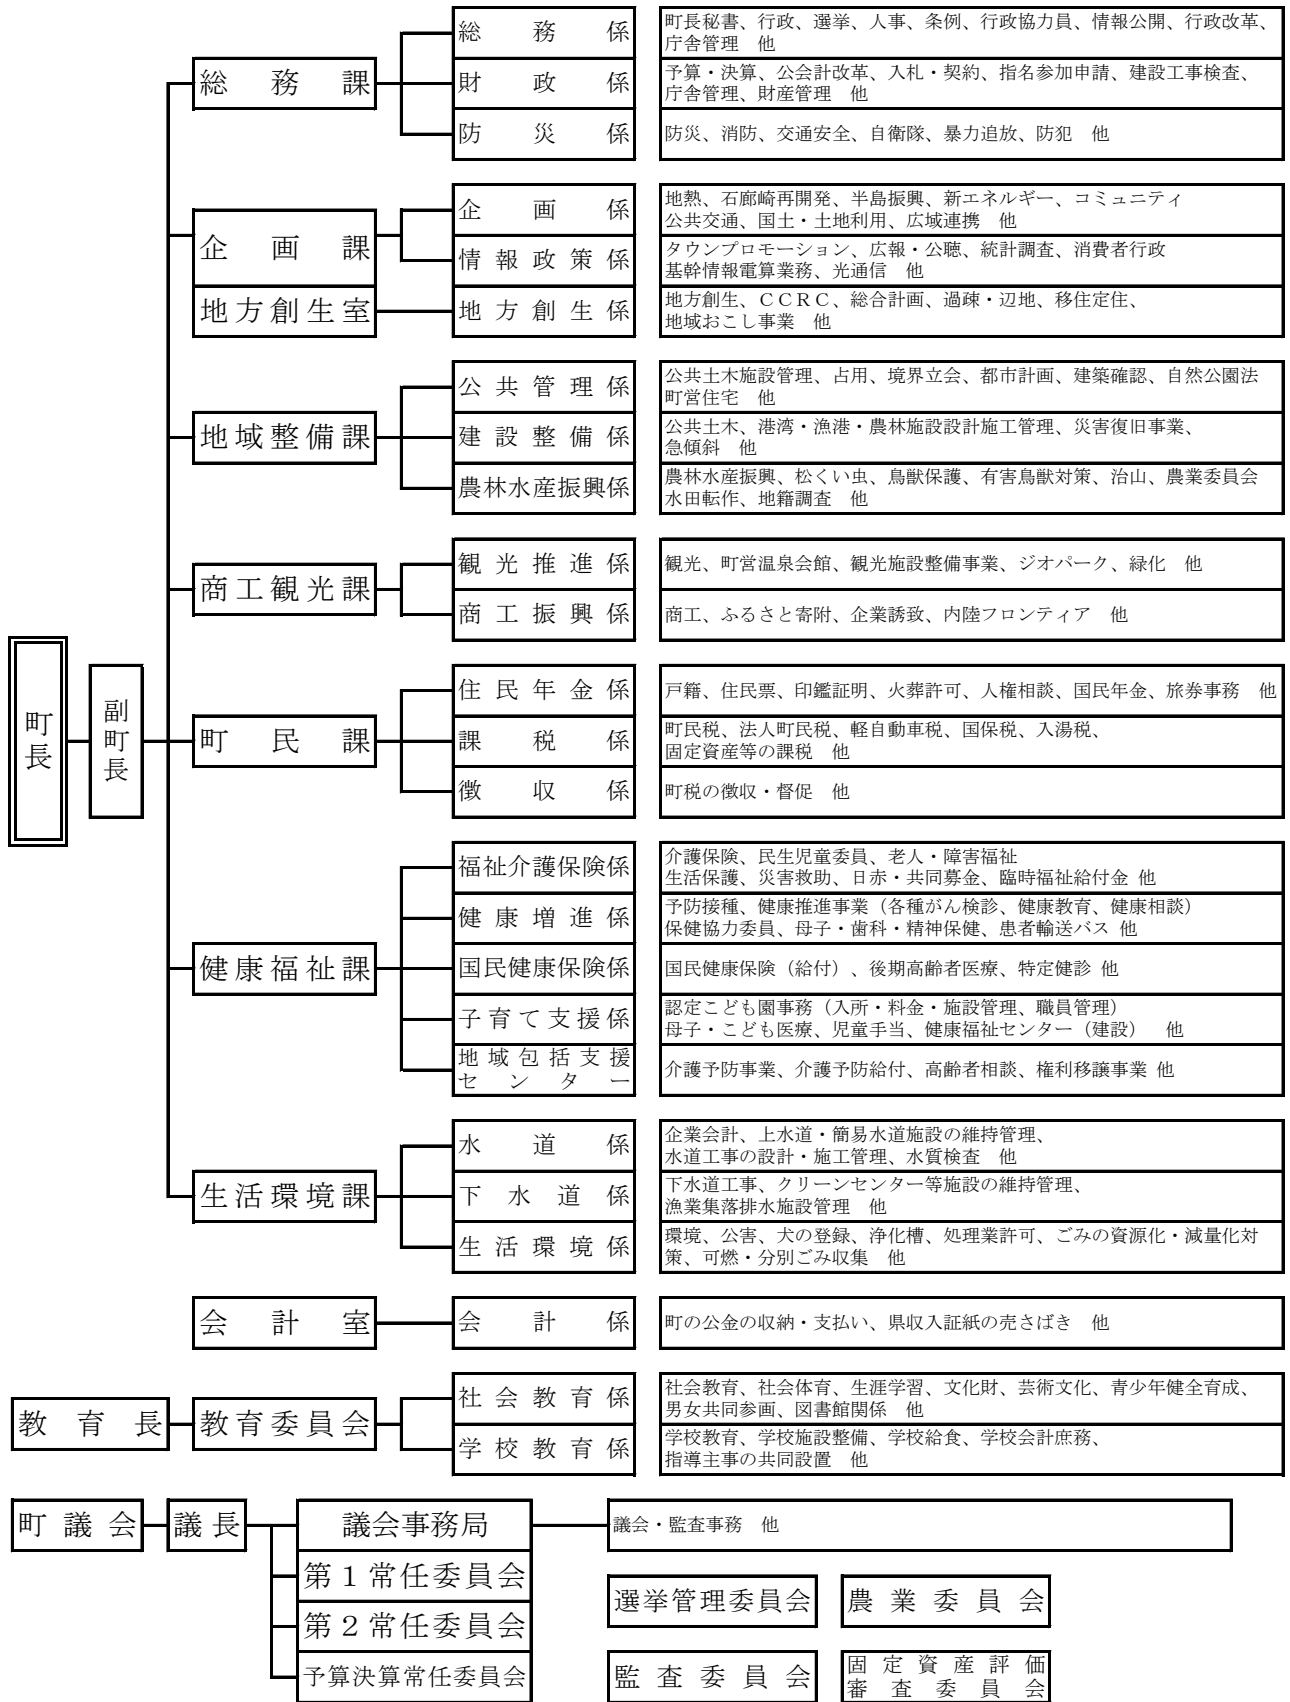 町長
副町長
総務課
総務係
町長秘書、行政、選挙、人事、条例、行政協力員、情報公開、行政改革、
庁舎管理　他
財政係
予算・決算、公会計改革、入札・契約、指名参加申請、建設工事検査、
庁舎管理、財産管理　他
防災係
防災、消防、交通安全、自衛隊、暴力追放、防犯　他
企画課
企画係
地熱、石廊崎再開発、半島振興、新エネルギー、コミュニティ
公共交通、国土・土地利用、広域連携　他
情報政策係
タウンプロモーション、広報・公聴、統計調査、消費者行政
基幹情報電算業務、光通信　他
地方創生室
地方創生係
地方創生、ＣＣＲＣ、総合計画、過疎・辺地、移住定住、
地域おこし事業　他
地域整備課
公共管理係
公共土木施設管理、占用、境界立会、都市計画、建築確認、自然公園法
町営住宅　他
建設整備係
公共土木、港湾・漁港・農林施設設計施工管理、災害復旧事業、
急傾斜　他
農林水産振興係
農林水産振興、松くい虫、鳥獣保護、有害鳥獣対策、治山、農業委員会
水田転作、地籍調査　他
商工観光課
観光推進係
観光、町営温泉会館、観光施設整備事業、ジオパーク、緑化　他
商工振興係
商工、ふるさと寄附、企業誘致、内陸フロンティア　他
町民課
住民年金係
戸籍、住民票、印鑑証明、火葬許可、人権相談、国民年金、旅券事務　他
課税係
町民税、法人町民税、軽自動車税、国保税、入湯税、
固定資産等の課税　他
徴収係
町税の徴収・督促　他
健康福祉課
福祉介護保険係
介護保険、民生児童委員、老人・障害福祉
生活保護、災害救助、日赤・共同募金、臨時福祉給付金 他
健康増進係
予防接種、健康推進事業（各種がん検診、健康教育、健康相談）
保健協力委員、母子・歯科・精神保健、患者輸送バス 他
国民健康保険係
国民健康保険（給付）、後期高齢者医療、特定健診 他
子育て支援係
認定こども園事務（入所・料金・施設管理、職員管理）
母子・こども医療、児童手当、健康福祉センター（建設）　他
地域包括支援
センター
介護予防事業、介護予防給付、高齢者相談、権利移譲事業 他
生活環境課
水道係
企業会計、上水道・簡易水道施設の維持管理、
水道工事の設計・施工管理、水質検査　他
下水道係
下水道工事、クリーンセンター等施設の維持管理、
漁業集落排水施設管理　他
生活環境係
環境、公害、犬の登録、浄化槽、処理業許可、ごみの資源化・減量化対
策、可燃・分別ごみ収集　他
会計室
会計係
町の公金の収納・支払い、県収入証紙の売さばき　他
教育長
教育委員会
社会教育係
社会教育、社会体育、生涯学習、文化財、芸術文化、青少年健全育成、
男女共同参画、図書館関係　他
学校教育係
学校教育、学校施設整備、学校給食、学校会計庶務、
指導主事の共同設置　他
町議会
議長
議会事務局
議会・監査事務　他
第１常任委員会
第２常任委員会
予算決算常任委員会
選挙管理委員会
農業委員会
監査委員会
固定資産評価
審査委員会